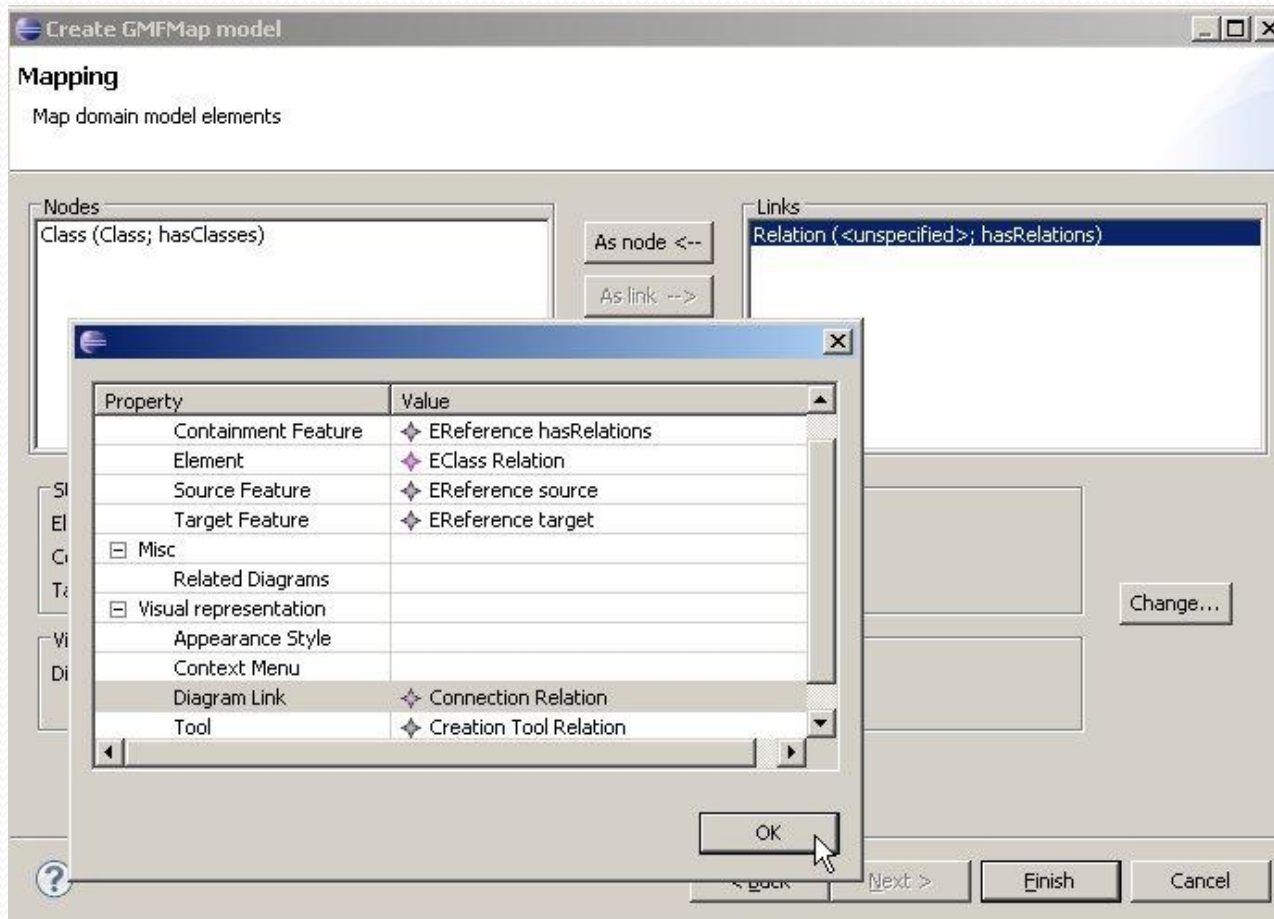 Create GMFMap model
Mapping
Map domain model elements
Nodes
Class (Class; hasClasses)
As node <--
As link -->
Links
Relation (<unspecified>; hasRelations)
Property Value
Containment Feature EReference hasRelations
Element EClass Relation
Source Feature EReference source
Target Feature EReference target
Misc
Related Diagrams
Visual representation
Appearance Style
Context Menu
Diagram Link Connection Relation
Tool Creation Tool Relation
OK
Change...
Next >
Finish
Cancel